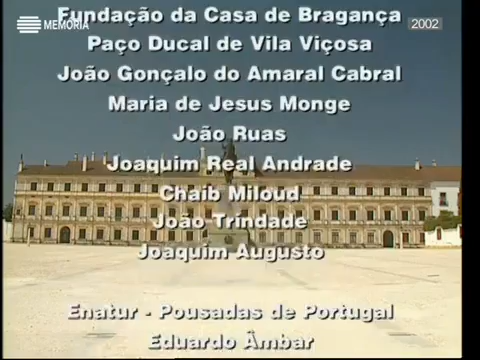 MEMÓRIA
2002
Fundação da Casa de Bragança
Paço Ducal de Vila Viçosa
João Gonçalo do Amaral Cabral
Maria de Jesus Monge
João Ruas
Joaquim Real Andrade
Chaib Miloud
João Trindade
Joaquim Augusto
Enatur - Pousadas de Portugal
Eduardo Âmbar